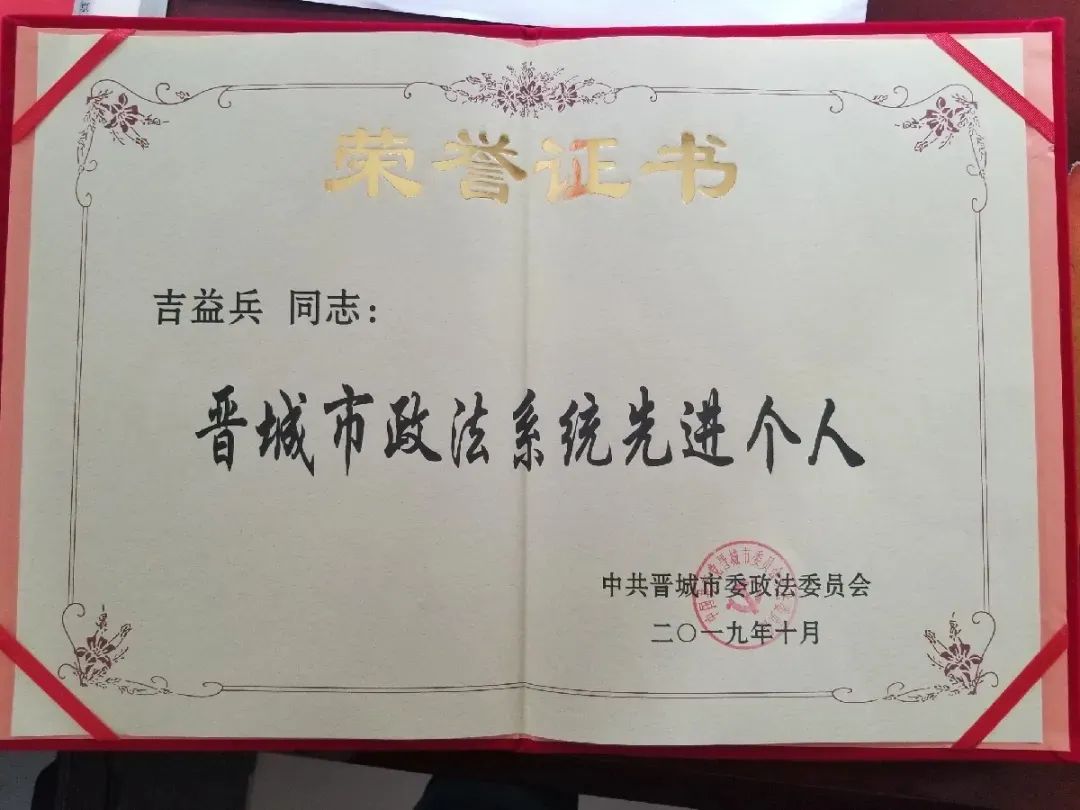 荣誉证书
吉益兵 同志：
晋城市政法系统先进个人
中共晋城市委政法委员会
二〇一九年十月